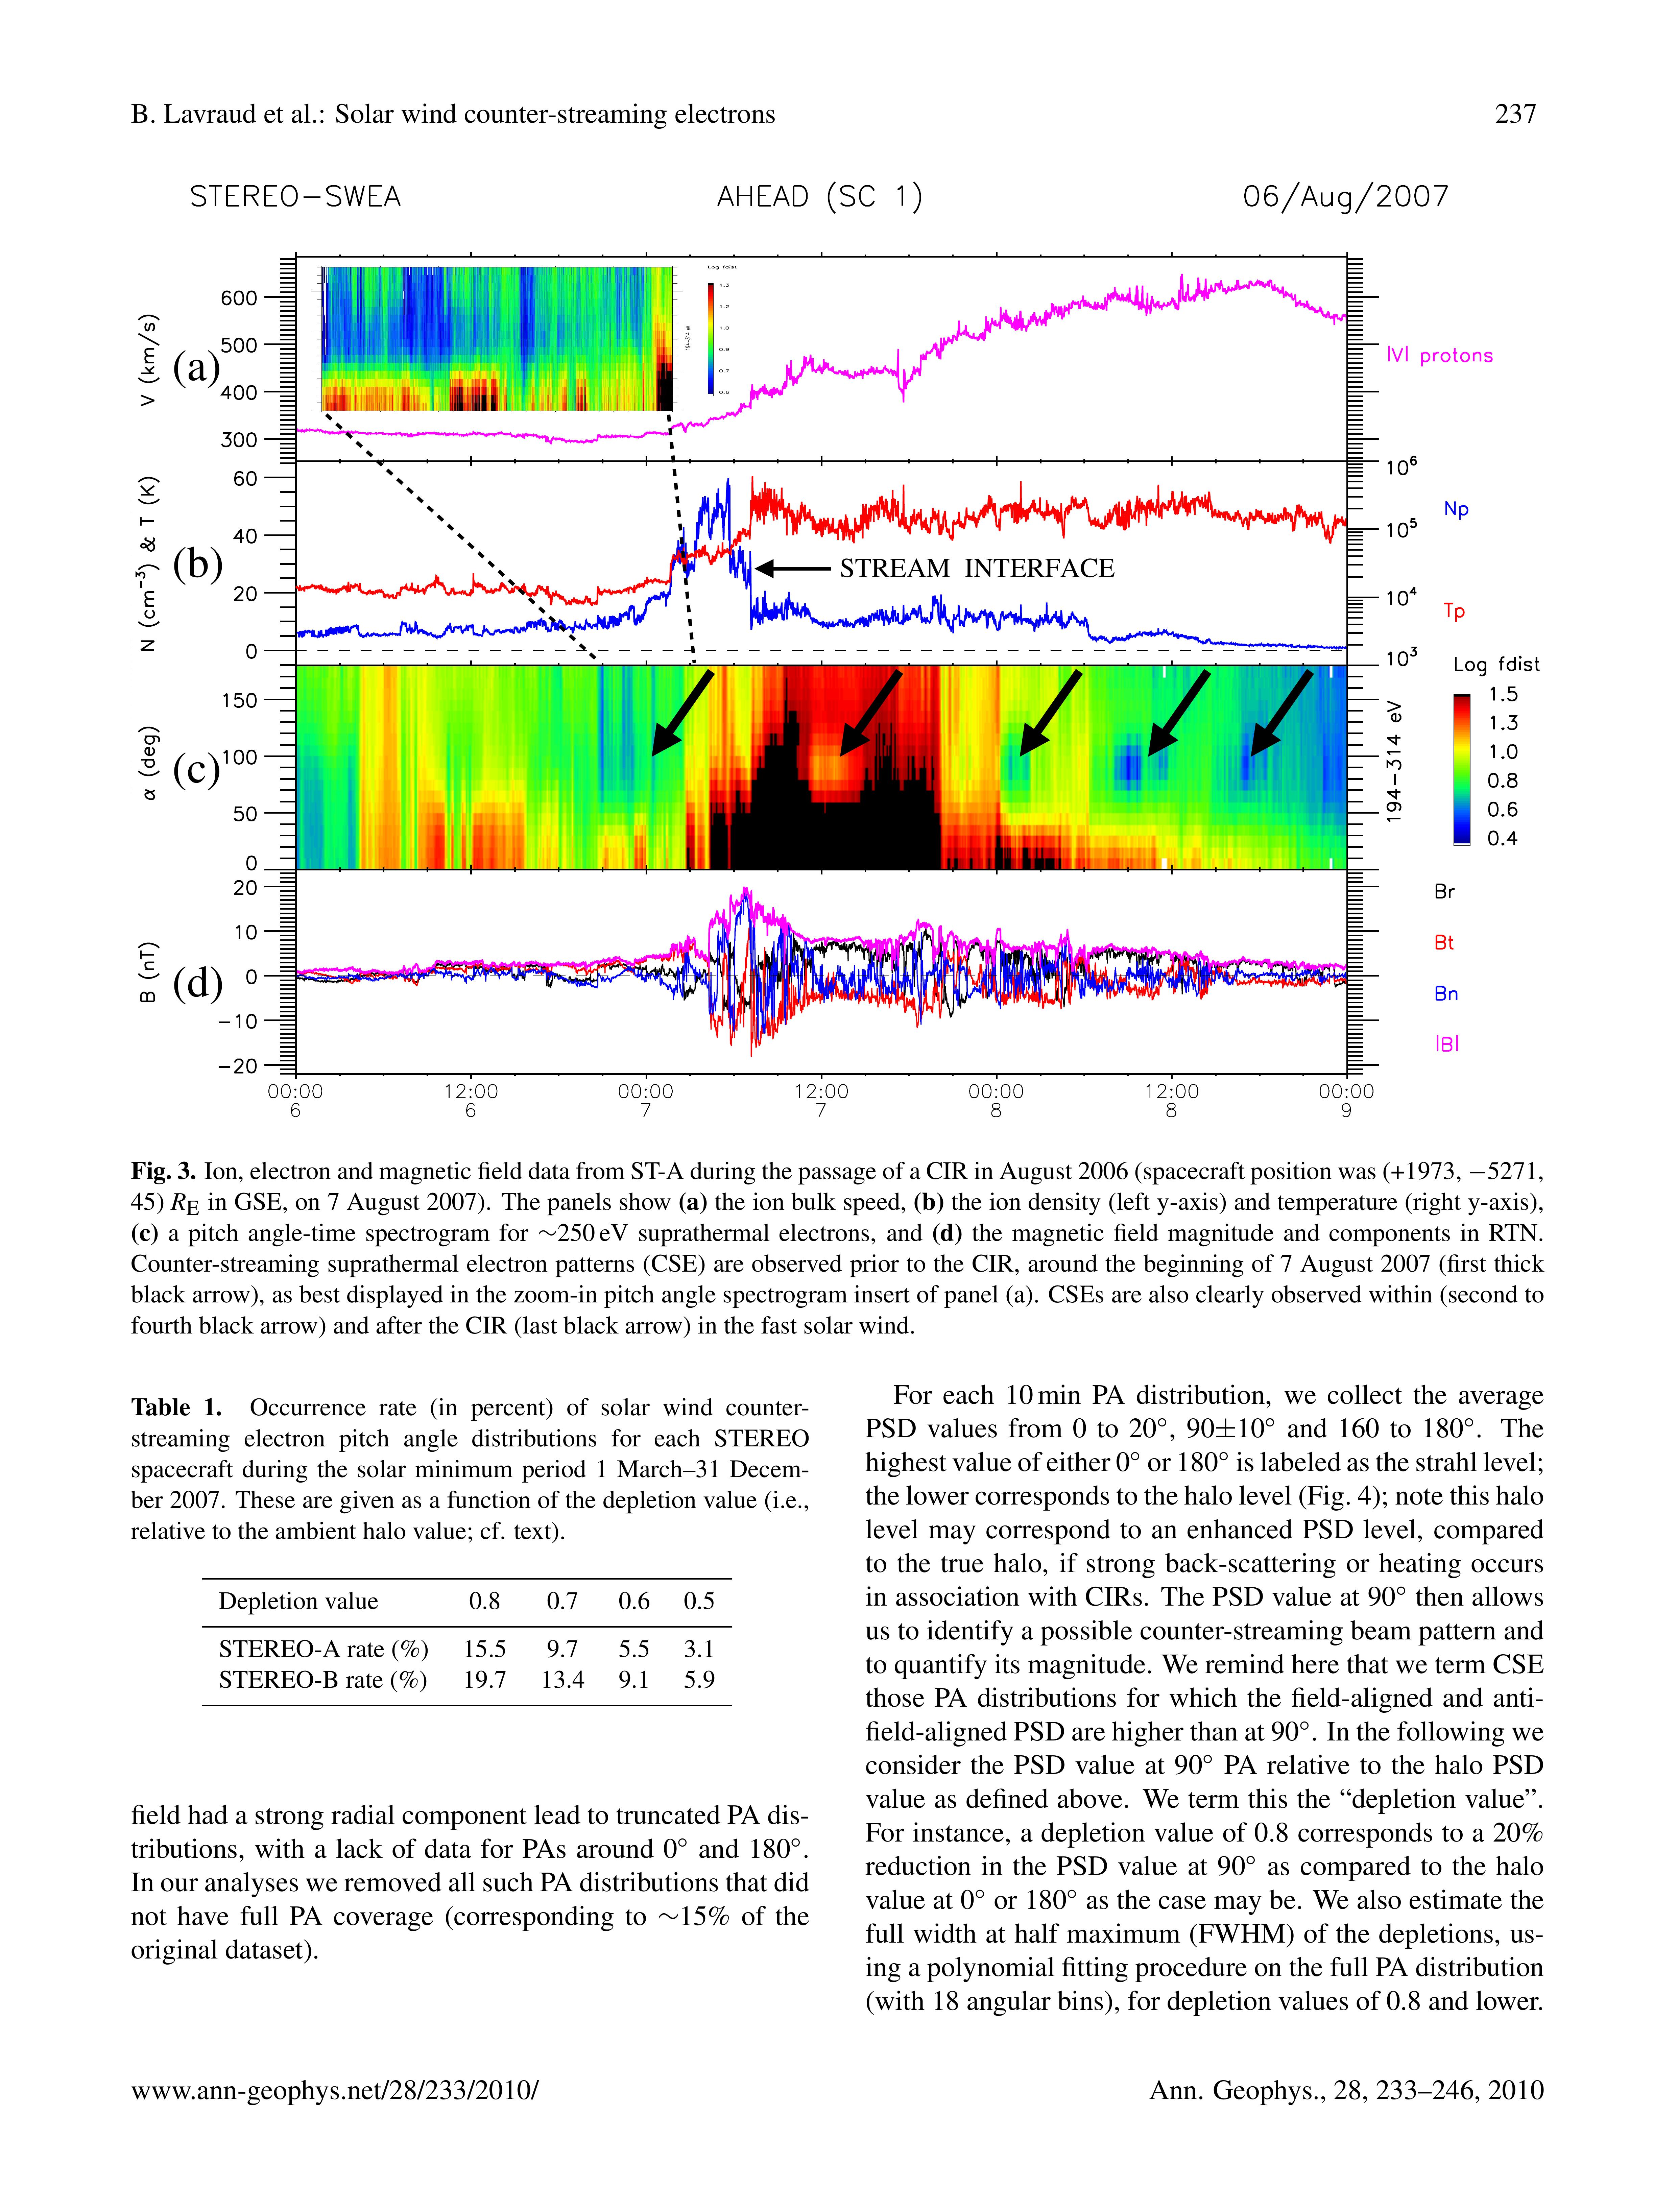 B. Lavraud et al.: Solar wind counter-streaming electrons
237
STEREO−SWEA
AHEAD (SC 1)
06/Aug/2007
V (km/s)
(a)
600
500
400
300
Log fdist
1.3
1.2
1.0
0.9
0.7
0.6
194-314 eV
|V| protons
N (cm⁻³) & T (K)
(b)
60
40
20
0
STREAM INTERFACE
10⁶
10⁵
10⁴
10³
Np
Tp
α (deg)
(c)
150
100
50
0
194−314 eV
Log fdist
1.5
1.3
1.0
0.8
0.6
0.4
B (nT)
(d)
20
10
0
−10
−20
Br
Bt
Bn
|B|
00:00 12:00 00:00 12:00 00:00 12:00 00:00
6 6 7 7 8 8 9
Fig. 3. Ion, electron and magnetic field data from ST-A during the passage of a CIR in August 2006 (spacecraft position was (+1973, −5271,
45) RE in GSE, on 7 August 2007). The panels show (a) the ion bulk speed, (b) the ion density (left y-axis) and temperature (right y-axis),
(c) a pitch angle-time spectrogram for ∼250 eV suprathermal electrons, and (d) the magnetic field magnitude and components in RTN.
Counter-streaming suprathermal electron patterns (CSE) are observed prior to the CIR, around the beginning of 7 August 2007 (first thick
black arrow), as best displayed in the zoom-in pitch angle spectrogram insert of panel (a). CSEs are also clearly observed within (second to
fourth black arrow) and after the CIR (last black arrow) in the fast solar wind.
Table 1. Occurrence rate (in percent) of solar wind counter-
streaming electron pitch angle distributions for each STEREO
spacecraft during the solar minimum period 1 March–31 Decem-
ber 2007. These are given as a function of the depletion value (i.e.,
relative to the ambient halo value; cf. text).
Depletion value 0.8 0.7 0.6 0.5
STEREO-A rate (%) 15.5 9.7 5.5 3.1
STEREO-B rate (%) 19.7 13.4 9.1 5.9
field had a strong radial component lead to truncated PA dis-
tributions, with a lack of data for PAs around 0° and 180°.
In our analyses we removed all such PA distributions that did
not have full PA coverage (corresponding to ∼15% of the
original dataset).
For each 10 min PA distribution, we collect the average
PSD values from 0 to 20°, 90±10° and 160 to 180°. The
highest value of either 0° or 180° is labeled as the strahl level;
the lower corresponds to the halo level (Fig. 4); note this halo
level may correspond to an enhanced PSD level, compared
to the true halo, if strong back-scattering or heating occurs
in association with CIRs. The PSD value at 90° then allows
us to identify a possible counter-streaming beam pattern and
to quantify its magnitude. We remind here that we term CSE
those PA distributions for which the field-aligned and anti-
field-aligned PSD are higher than at 90°. In the following we
consider the PSD value at 90° PA relative to the halo PSD
value as defined above. We term this the “depletion value”.
For instance, a depletion value of 0.8 corresponds to a 20%
reduction in the PSD value at 90° as compared to the halo
value at 0° or 180° as the case may be. We also estimate the
full width at half maximum (FWHM) of the depletions, us-
ing a polynomial fitting procedure on the full PA distribution
(with 18 angular bins), for depletion values of 0.8 and lower.
www.ann-geophys.net/28/233/2010/
Ann. Geophys., 28, 233–246, 2010